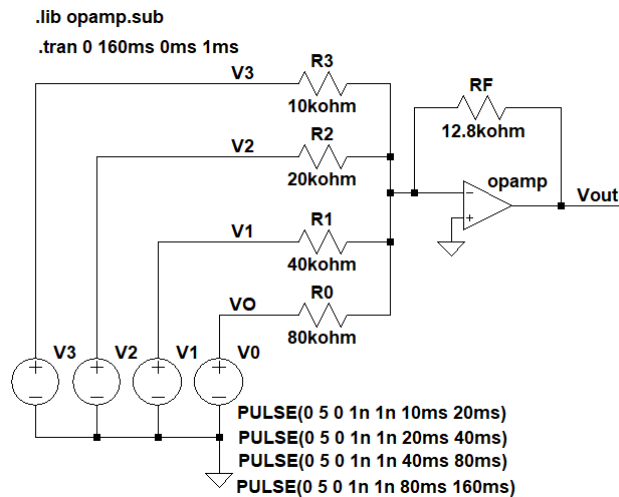 .lib opamp.sub
.tran 0 160ms 0ms 1ms
V3
R3
10kohm
RF
12.8kohm
V2
R2
20kohm
opamp
Vout
V1
R1
40kohm
VO
R0
80kohm
V3
V2
V1
V0
PULSE(0 5 0 1n 1n 10ms 20ms)
PULSE(0 5 0 1n 1n 20ms 40ms)
PULSE(0 5 0 1n 1n 40ms 80ms)
PULSE(0 5 0 1n 1n 80ms 160ms)